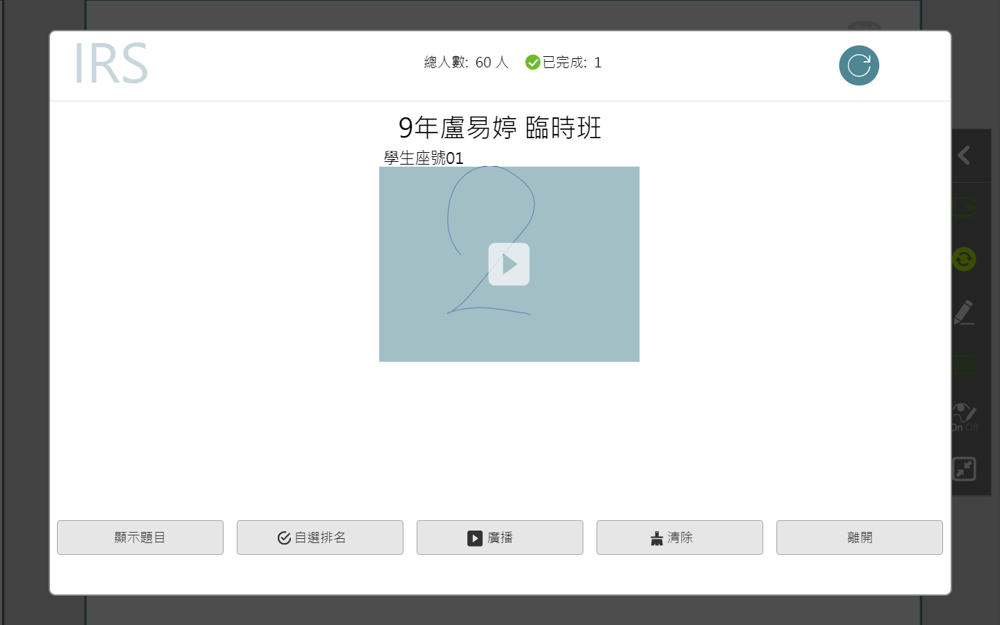 IRS
總人數: 60 人 已完成: 1
9年盧易婷 臨時班
學生座號01
2
On Off
顯示題目
自選排名
廣播
清除
離開